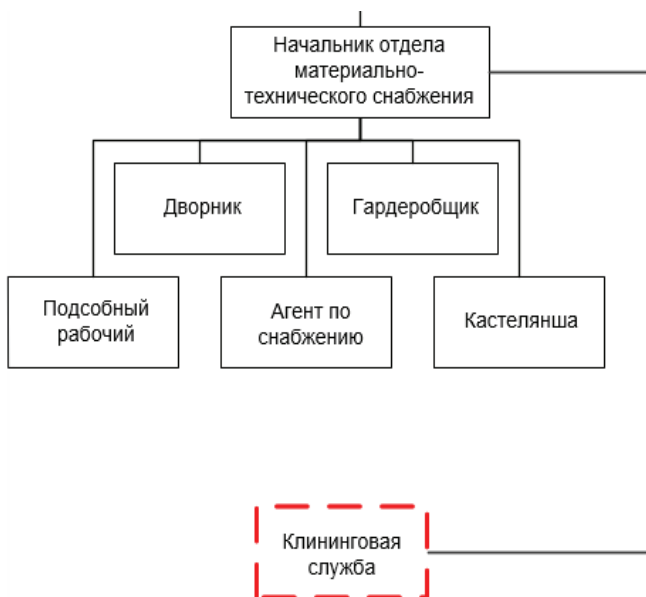 Начальник отдела
материально-
технического снабжения
Дворник
Гардеробщик
Подсобный
рабочий
Агент по
снабжению
Кастелянша
Клининговая
служба